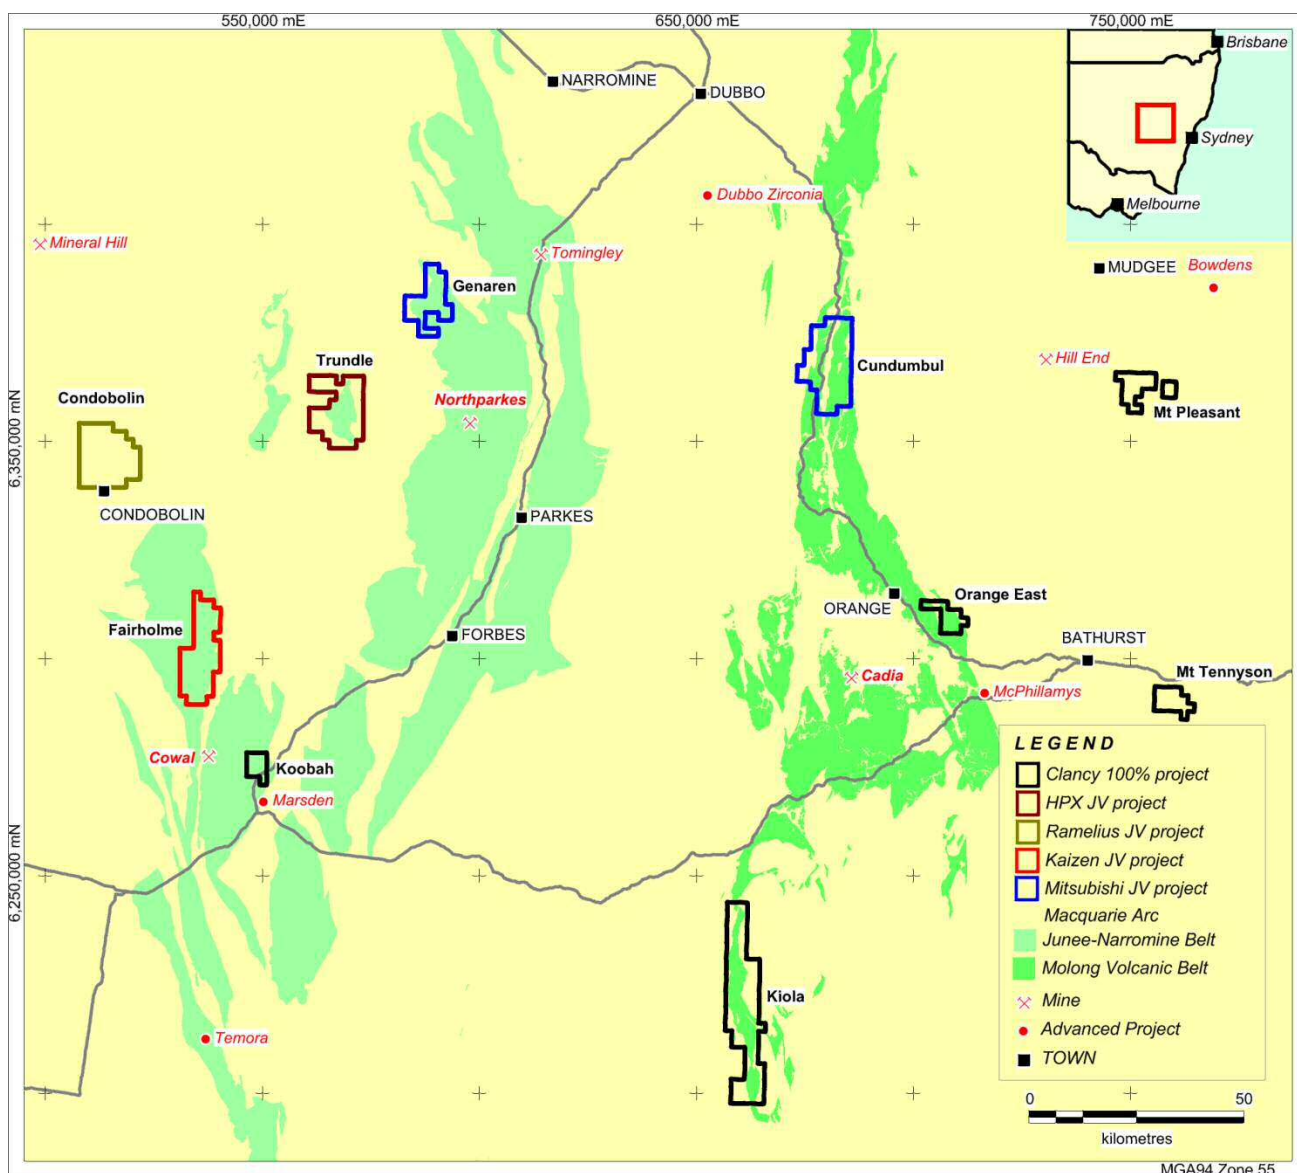 550,000 mE
650,000 mE
750,000 mE
Brisbane
NARROMINE
DUBBO
Sydney
Dubbo Zirconia
Melbourne
Mineral Hill
Tomingley
MUDGEE
Bowdens
Genaren
Trundle
Cundumbul
Hill End
Condobolin
Northparkes
Mt Pleasant
6,350,000 mN
CONDOBOLIN
PARKES
Orange East
ORANGE
Fairholme
FORBES
BATHURST
Mt Tennyson
Cadia
McPhillamys
Cowal
Koobah
Marsden
6,250,000 mN
Kiola
Temora
LEGEND
Clancy 100% project
HPX JV project
Ramelius JV project
Kaizen JV project
Mitsubishi JV project
Macquarie Arc
Junee-Narromine Belt
Molong Volcanic Belt
Mine
Advanced Project
TOWN
0 50
kilometres
MGA94 Zone 55